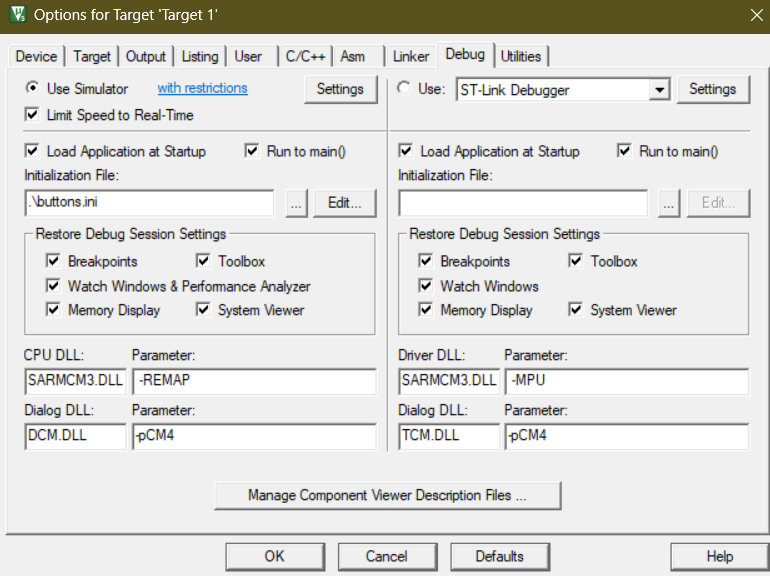 Options for Target 'Target 1'
Device Target Output Listing User C/C++ Asm Linker Debug Utilities
Use Simulator with restrictions Settings
Limit Speed to Real-Time
Use: ST-Link Debugger Settings
Load Application at Startup Run to main()
Initialization File:
.\buttons.ini ... Edit...
Load Application at Startup Run to main()
Initialization File:
... Edit...
Restore Debug Session Settings
Breakpoints Toolbox
Watch Windows & Performance Analyzer
Memory Display System Viewer
Restore Debug Session Settings
Breakpoints Toolbox
Watch Windows
Memory Display System Viewer
CPU DLL: Parameter:
SARMCM3.DLL -REMAP
Dialog DLL: Parameter:
DCM.DLL -pCM4
Driver DLL: Parameter:
SARMCM3.DLL -MPU
Dialog DLL: Parameter:
TCM.DLL -pCM4
Manage Component Viewer Description Files ...
OK Cancel Defaults Help